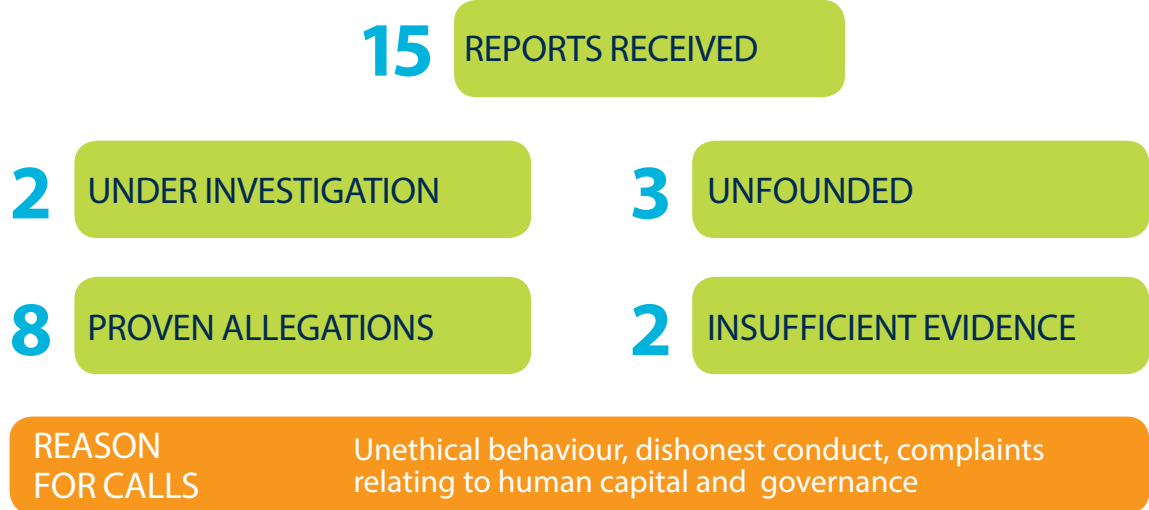 15 REPORTS RECEIVED
2 UNDER INVESTIGATION
3 UNFOUNDED
8 PROVEN ALLEGATIONS
2 INSUFFICIENT EVIDENCE
REASON
FOR CALLS
Unethical behaviour, dishonest conduct, complaints
relating to human capital and governance